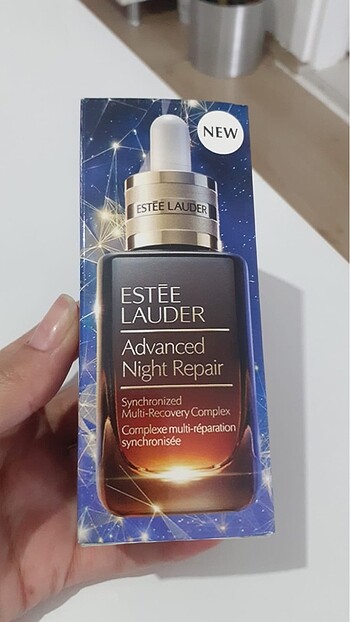 NEW
ESTĒE LAUDER
ESTĒE
LAUDER
Advanced
Night Repair
Synchronized
Multi-Recovery Complex
Complexe multi-réparation
synchronisée